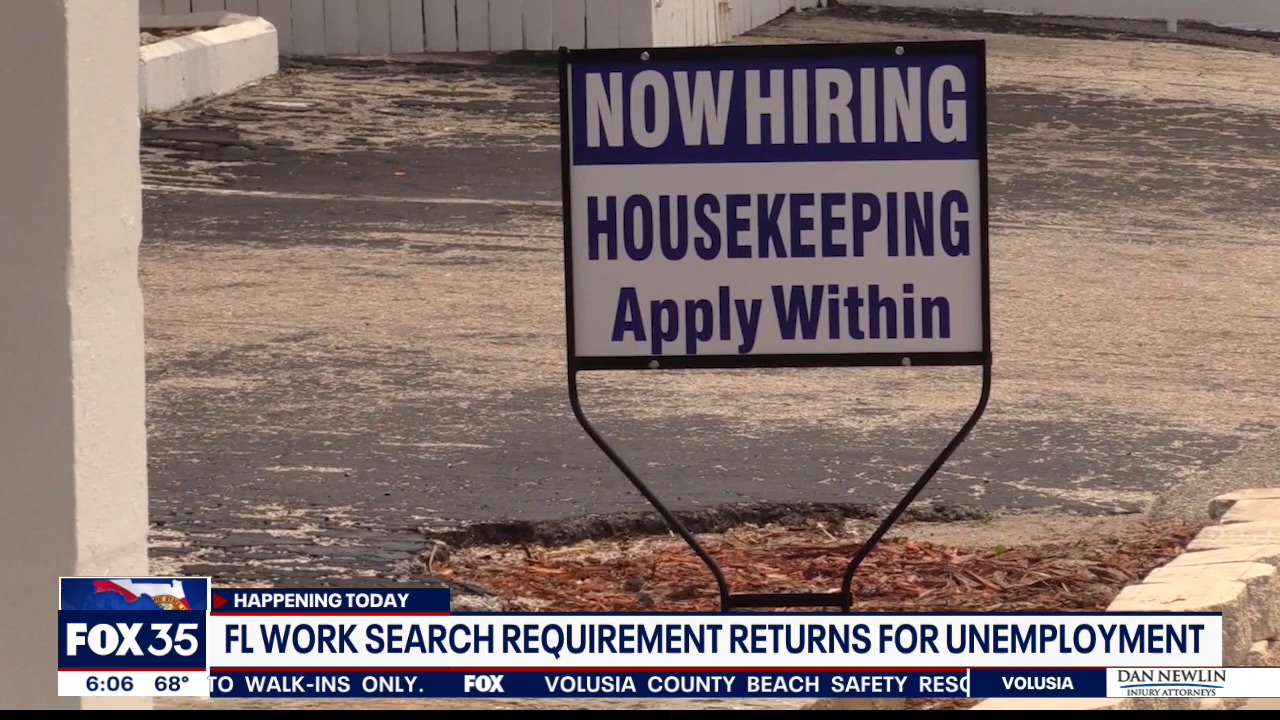 NOW HIRING
HOUSEKEEPING
Apply Within
HAPPENING TODAY
FOX 35
FL WORK SEARCH REQUIREMENT RETURNS FOR UNEMPLOYMENT
6:06 68° TO WALK-INS ONLY. FOX VOLUSIA COUNTY BEACH SAFETY VOLUSIA
DAN NEWLIN
INJURY ATTORNEYS